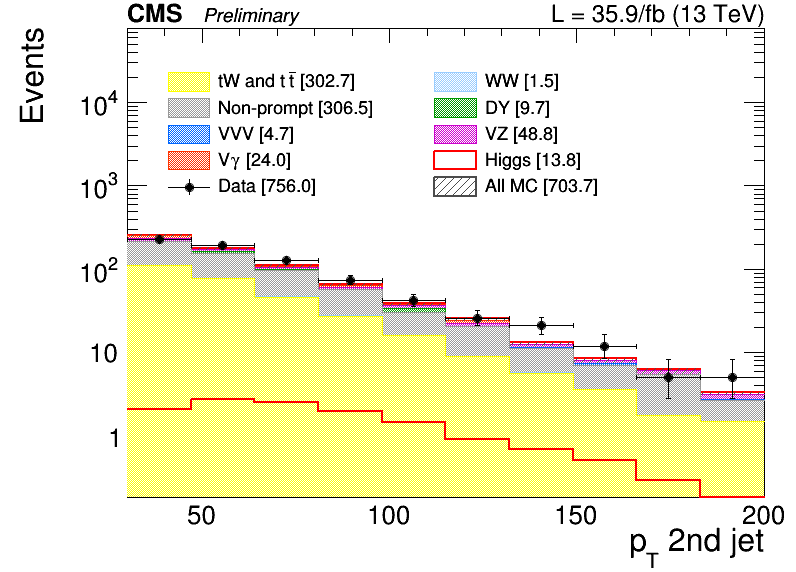 CMS Preliminary L = 35.9/fb (13 TeV)
Events
tW and t t̅ [302.7]
WW [1.5]
Non-prompt [306.5]
DY [9.7]
VVV [4.7]
VZ [48.8]
Vγ [24.0]
Higgs [13.8]
Data [756.0]
All MC [703.7]
10⁴
10³
10²
10
1
50 100 150 200
p_T 2nd jet